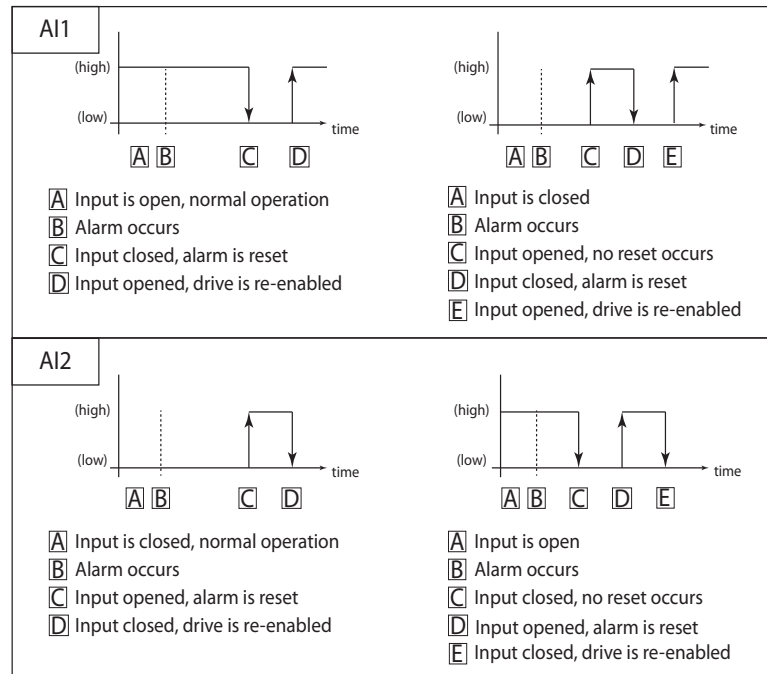 AI1
(high)
(low)
time
A B C D
A Input is open, normal operation
B Alarm occurs
C Input closed, alarm is reset
D Input opened, drive is re-enabled
(high)
(low)
time
A B C D E
A Input is closed
B Alarm occurs
C Input opened, no reset occurs
D Input closed, alarm is reset
E Input opened, drive is re-enabled
AI2
(high)
(low)
time
A B C D
A Input is closed, normal operation
B Alarm occurs
C Input opened, alarm is reset
D Input closed, drive is re-enabled
(high)
(low)
time
A B C D E
A Input is open
B Alarm occurs
C Input closed, no reset occurs
D Input opened, alarm is reset
E Input closed, drive is re-enabled